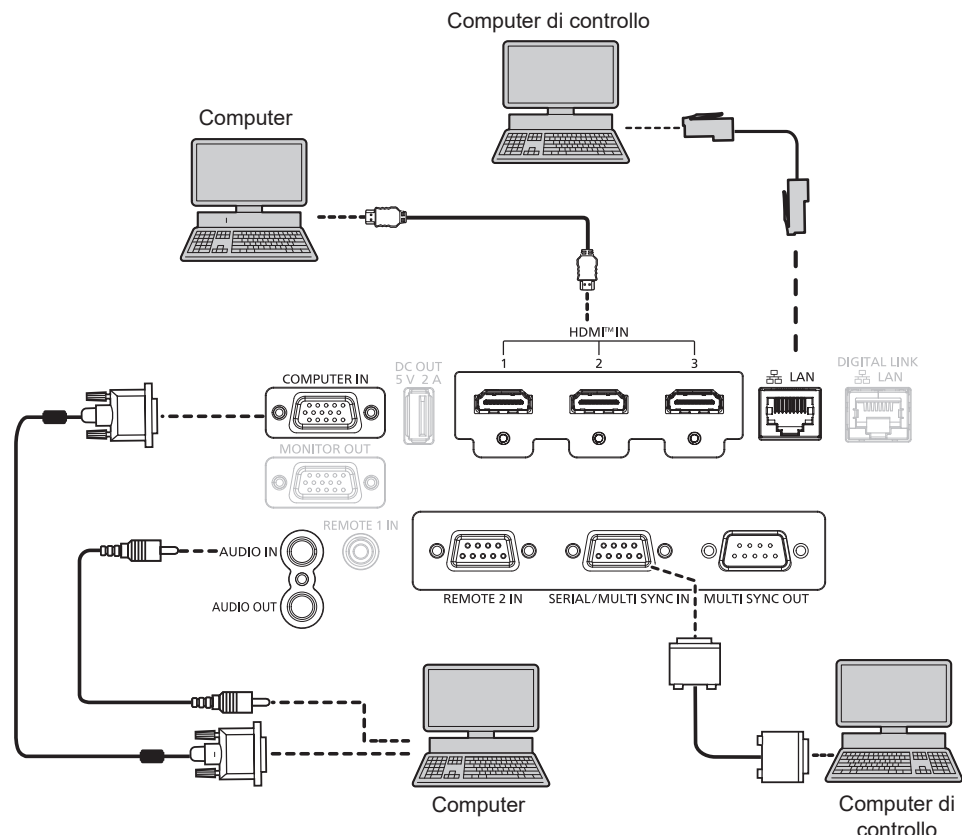 Computer di controllo
Computer
HDMI™ IN
1 2 3
DC OUT
5 V 2 A
COMPUTER IN
LAN
DIGITAL LINK
LAN
MONITOR OUT
REMOTE 1 IN
AUDIO IN
AUDIO OUT
REMOTE 2 IN
SERIAL/MULTI SYNC IN
MULTI SYNC OUT
Computer
Computer di
controllo